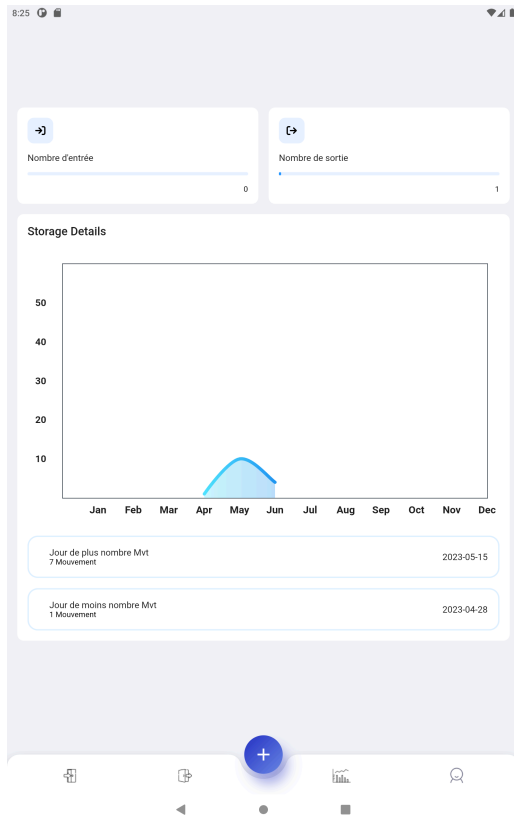 8:25
Nombre d'entrée
0
Nombre de sortie
1
Storage Details
50
40
30
20
10
Jan Feb Mar Apr May Jun Jul Aug Sep Oct Nov Dec
Jour de plus nombre Mvt
7 Mouvement
2023-05-15
Jour de moins nombre Mvt
1 Mouvement
2023-04-28